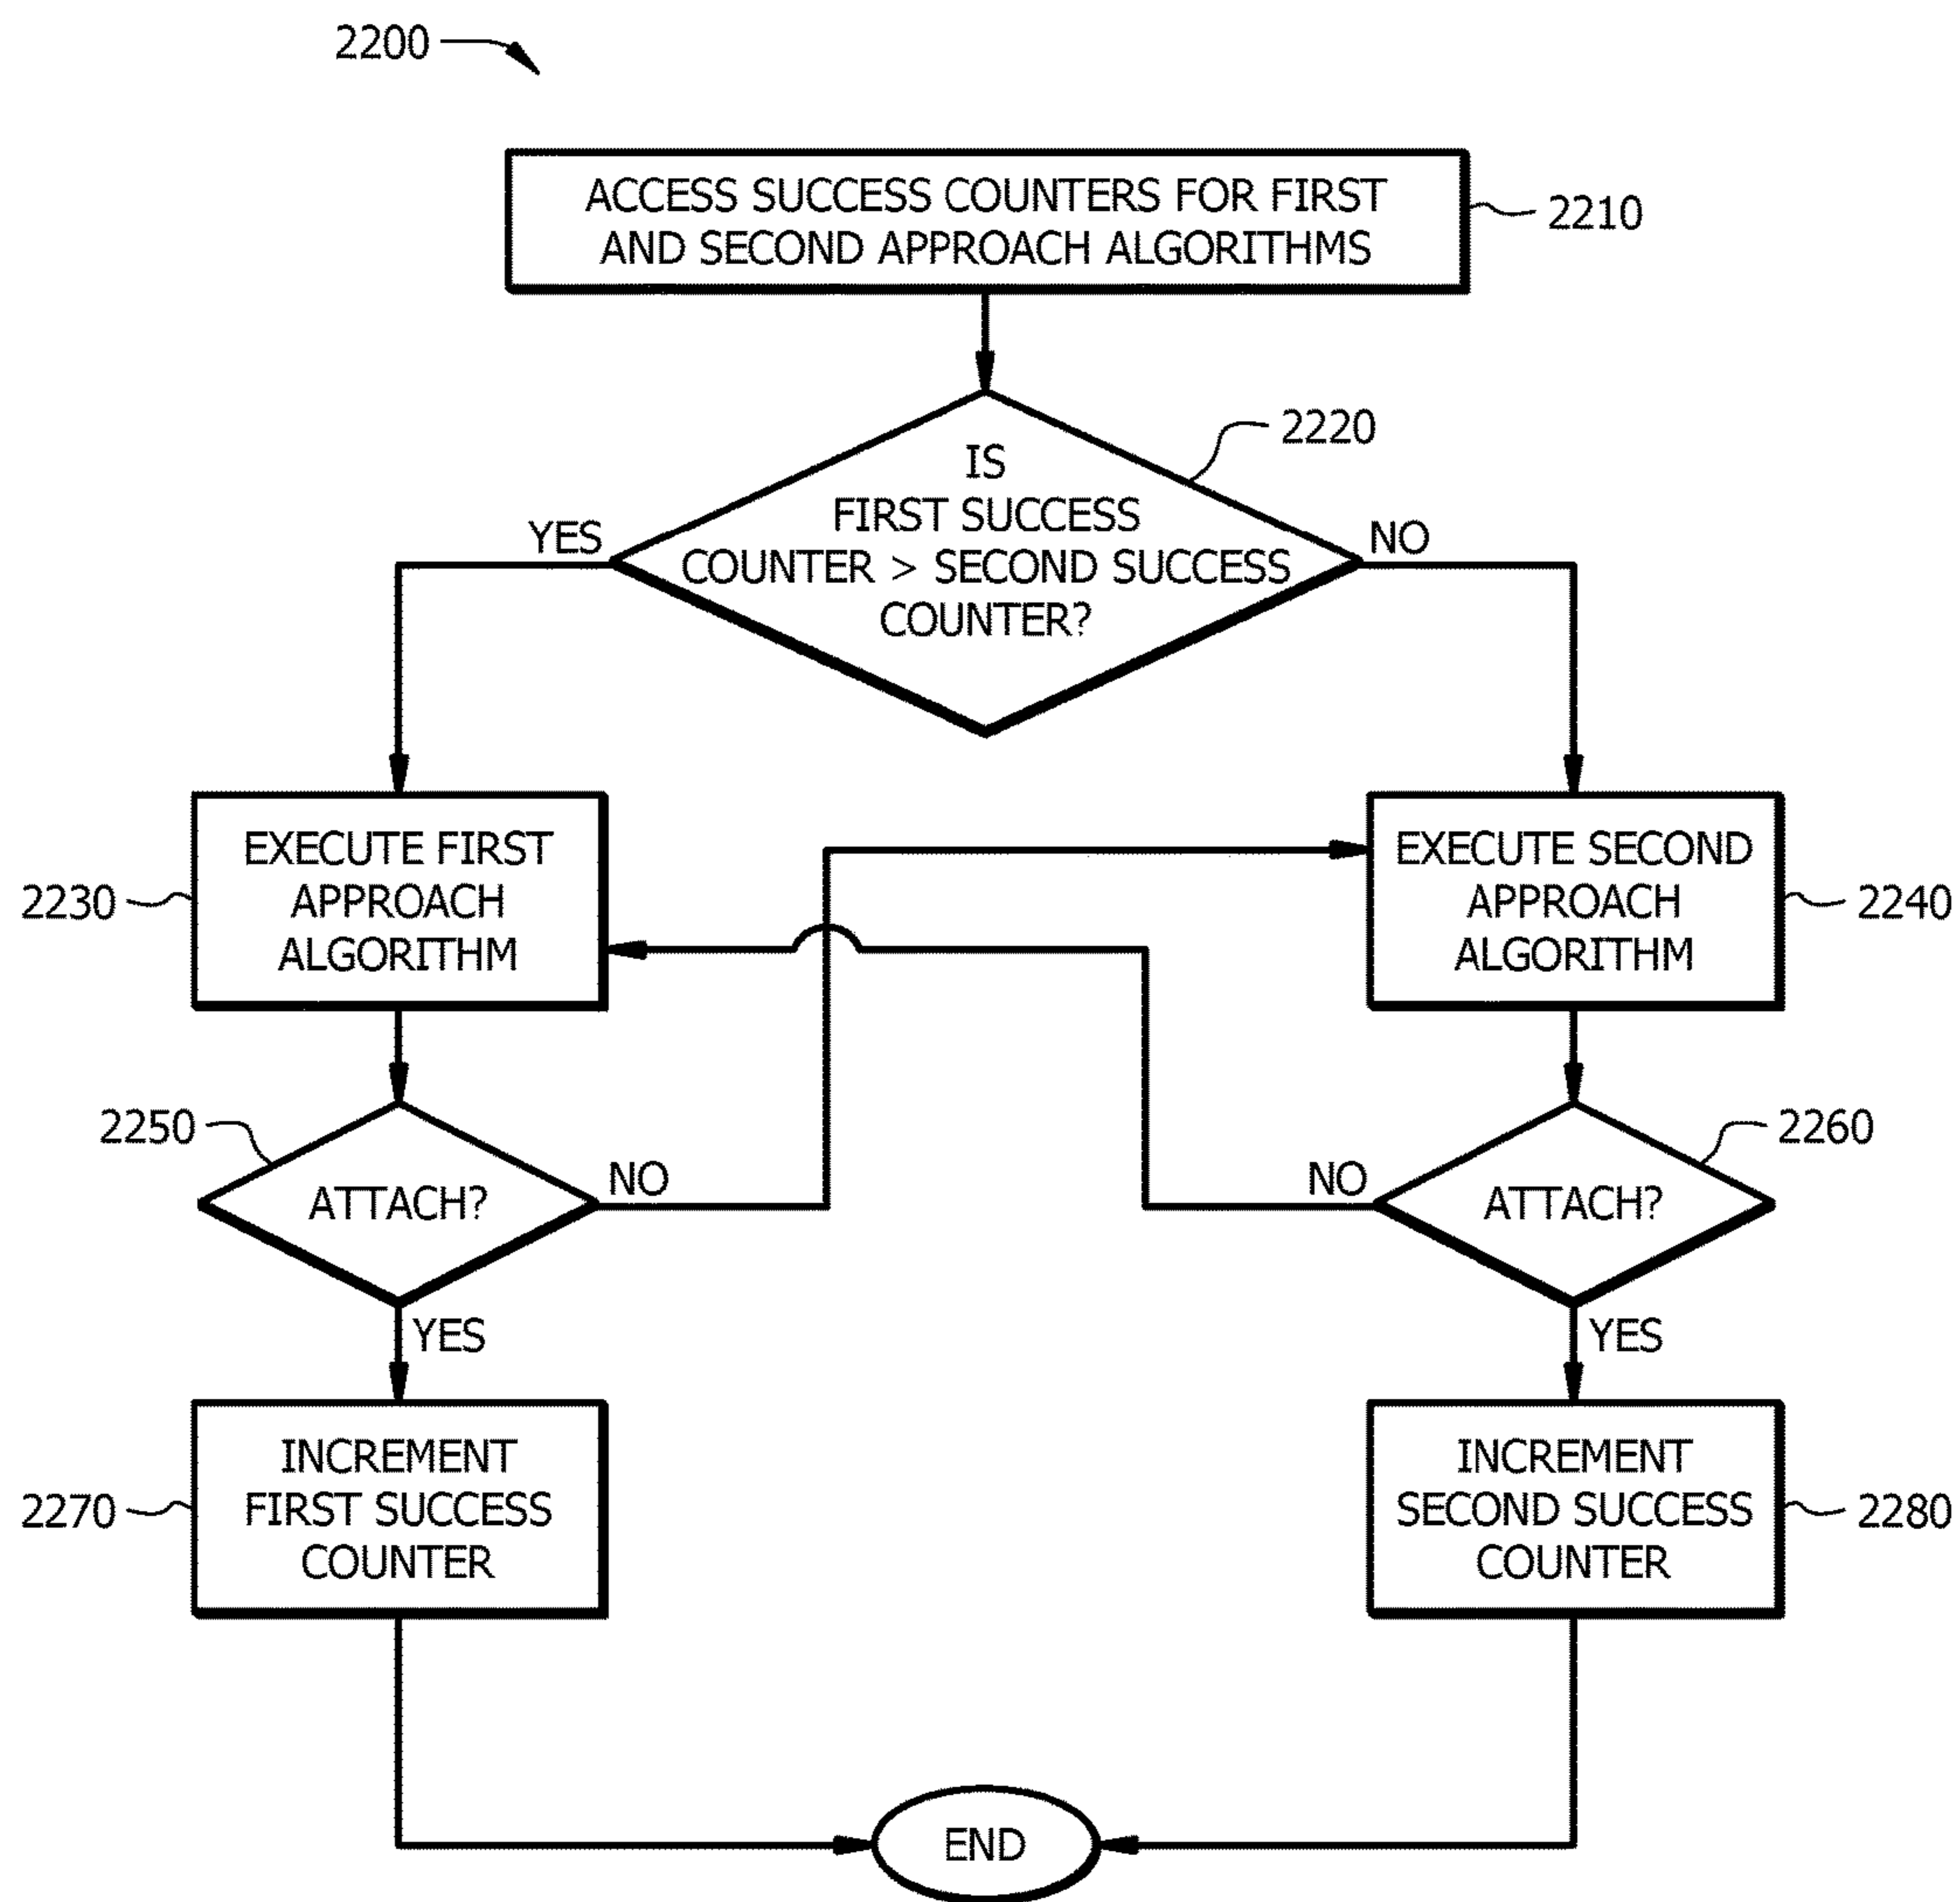 2200
ACCESS SUCCESS COUNTERS FOR FIRST
AND SECOND APPROACH ALGORITHMS
2210
2220
IS
FIRST SUCCESS
COUNTER > SECOND SUCCESS
COUNTER?
YES
NO
EXECUTE FIRST
APPROACH
ALGORITHM
2230
EXECUTE SECOND
APPROACH
ALGORITHM
2240
2250
ATTACH?
NO
YES
2260
ATTACH?
NO
YES
INCREMENT
FIRST SUCCESS
COUNTER
2270
INCREMENT
SECOND SUCCESS
COUNTER
2280
END